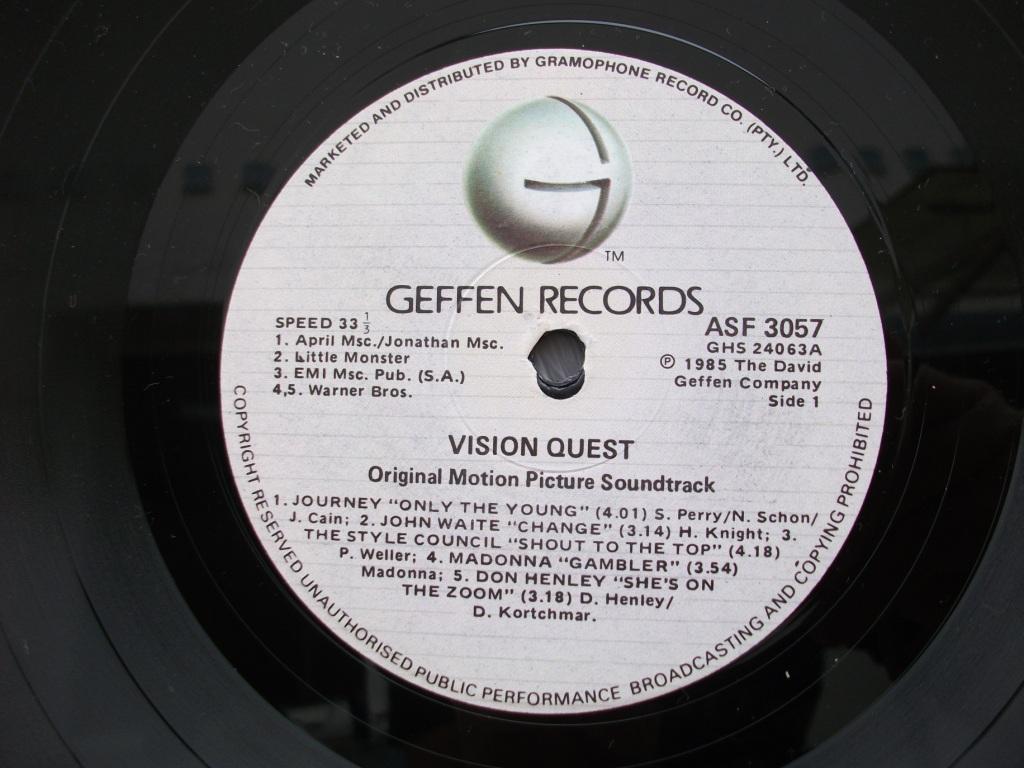 MARKETED AND DISTRIBUTED BY GRAMOPHONE RECORD CO. (PTY.) LTD.
TM
GEFFEN RECORDS
SPEED 33 1/3
1. April Msc./Jonathan Msc.
2. Little Monster
3. EMI Msc. Pub. (S.A.)
4,5. Warner Bros.
ASF 3057
GHS 24063A
℗ 1985 The David
Geffen Company
Side 1
VISION QUEST
Original Motion Picture Soundtrack
1. JOURNEY "ONLY THE YOUNG" (4.01) S. Perry/N. Schon/
J. Cain; 2. JOHN WAITE "CHANGE" (3.14) H. Knight; 3.
THE STYLE COUNCIL "SHOUT TO THE TOP" (4.18)
P. Weller; 4. MADONNA "GAMBLER" (3.54)
Madonna; 5. DON HENLEY "SHE'S ON
THE ZOOM" (3.18) D. Henley/
D. Kortchmar.
COPYRIGHT RESERVED UNAUTHORISED PUBLIC PERFORMANCE BROADCASTING AND COPYING PROHIBITED